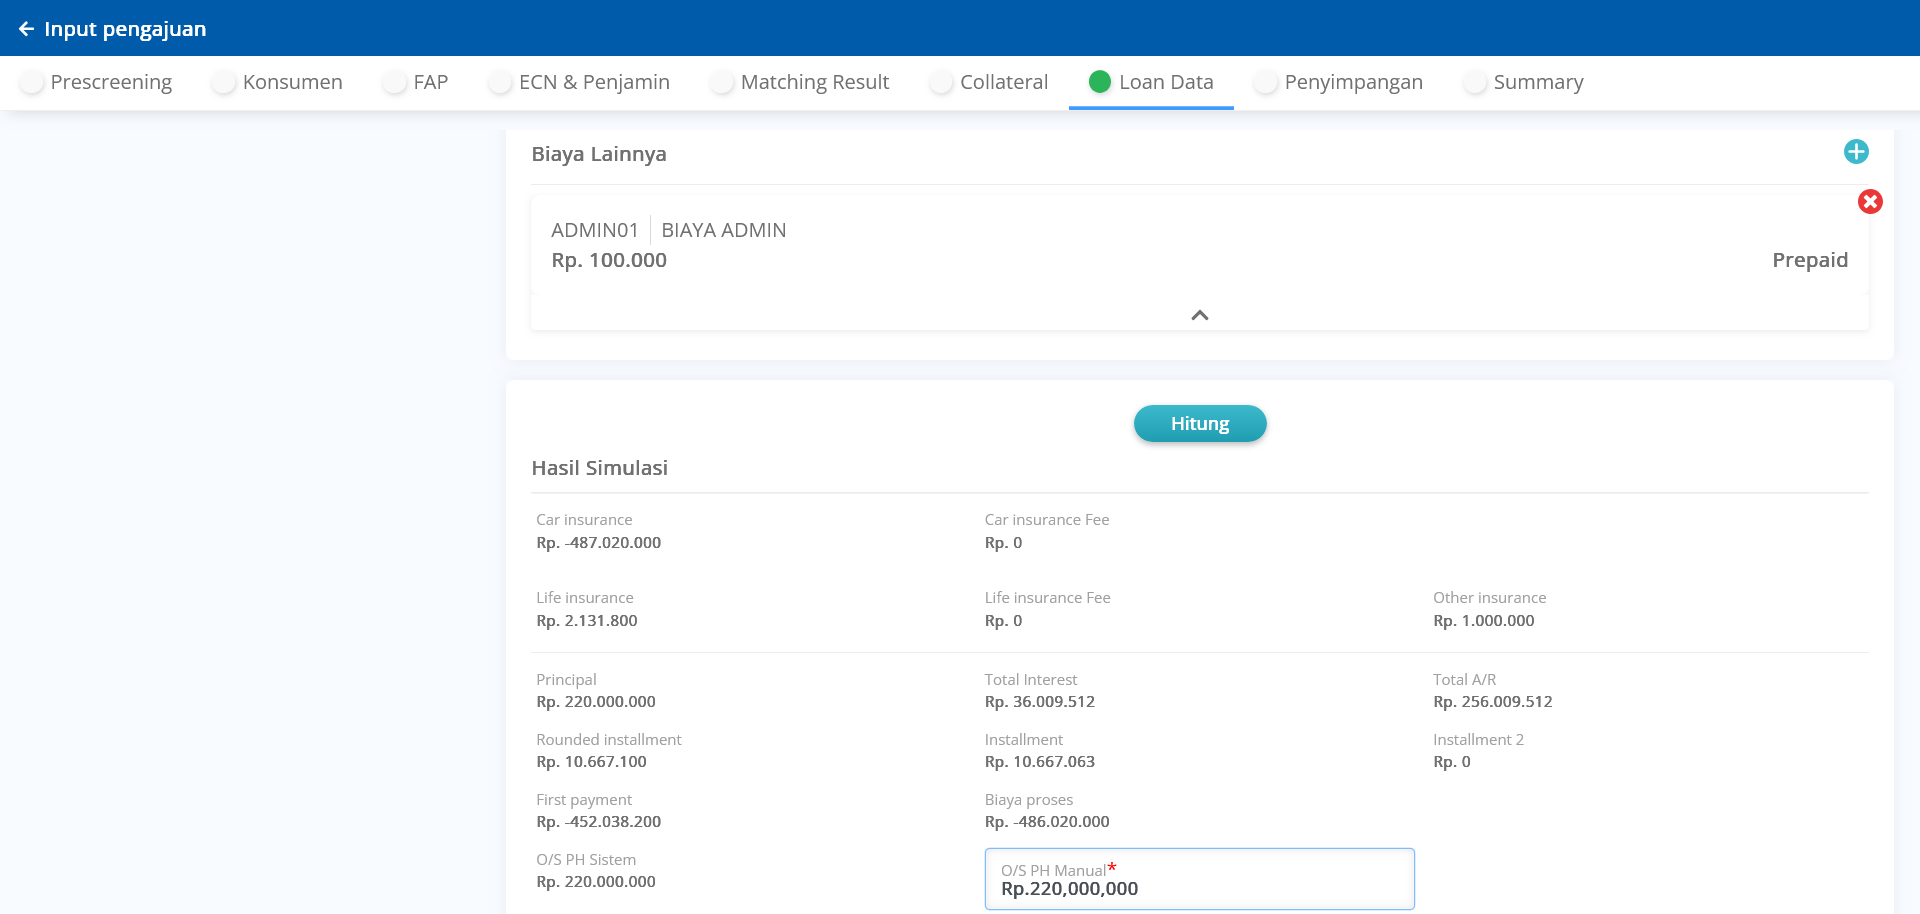 Input pengajuan
Prescreening Konsumen FAP ECN & Penjamin Matching Result Collateral Loan Data Penyimpangan Summary
Biaya Lainnya
ADMIN01 BIAYA ADMIN
Rp. 100.000 Prepaid
Hitung
Hasil Simulasi
Car insurance Car insurance Fee
Rp. -487.020.000 Rp. 0
Life insurance Life insurance Fee Other insurance
Rp. 2.131.800 Rp. 0 Rp. 1.000.000
Principal Total Interest Total A/R
Rp. 220.000.000 Rp. 36.009.512 Rp. 256.009.512
Rounded installment Installment Installment 2
Rp. 10.667.100 Rp. 10.667.063 Rp. 0
First payment Biaya proses
Rp. -452.038.200 Rp. -486.020.000
O/S PH Sistem O/S PH Manual*
Rp. 220.000.000 Rp.220,000,000